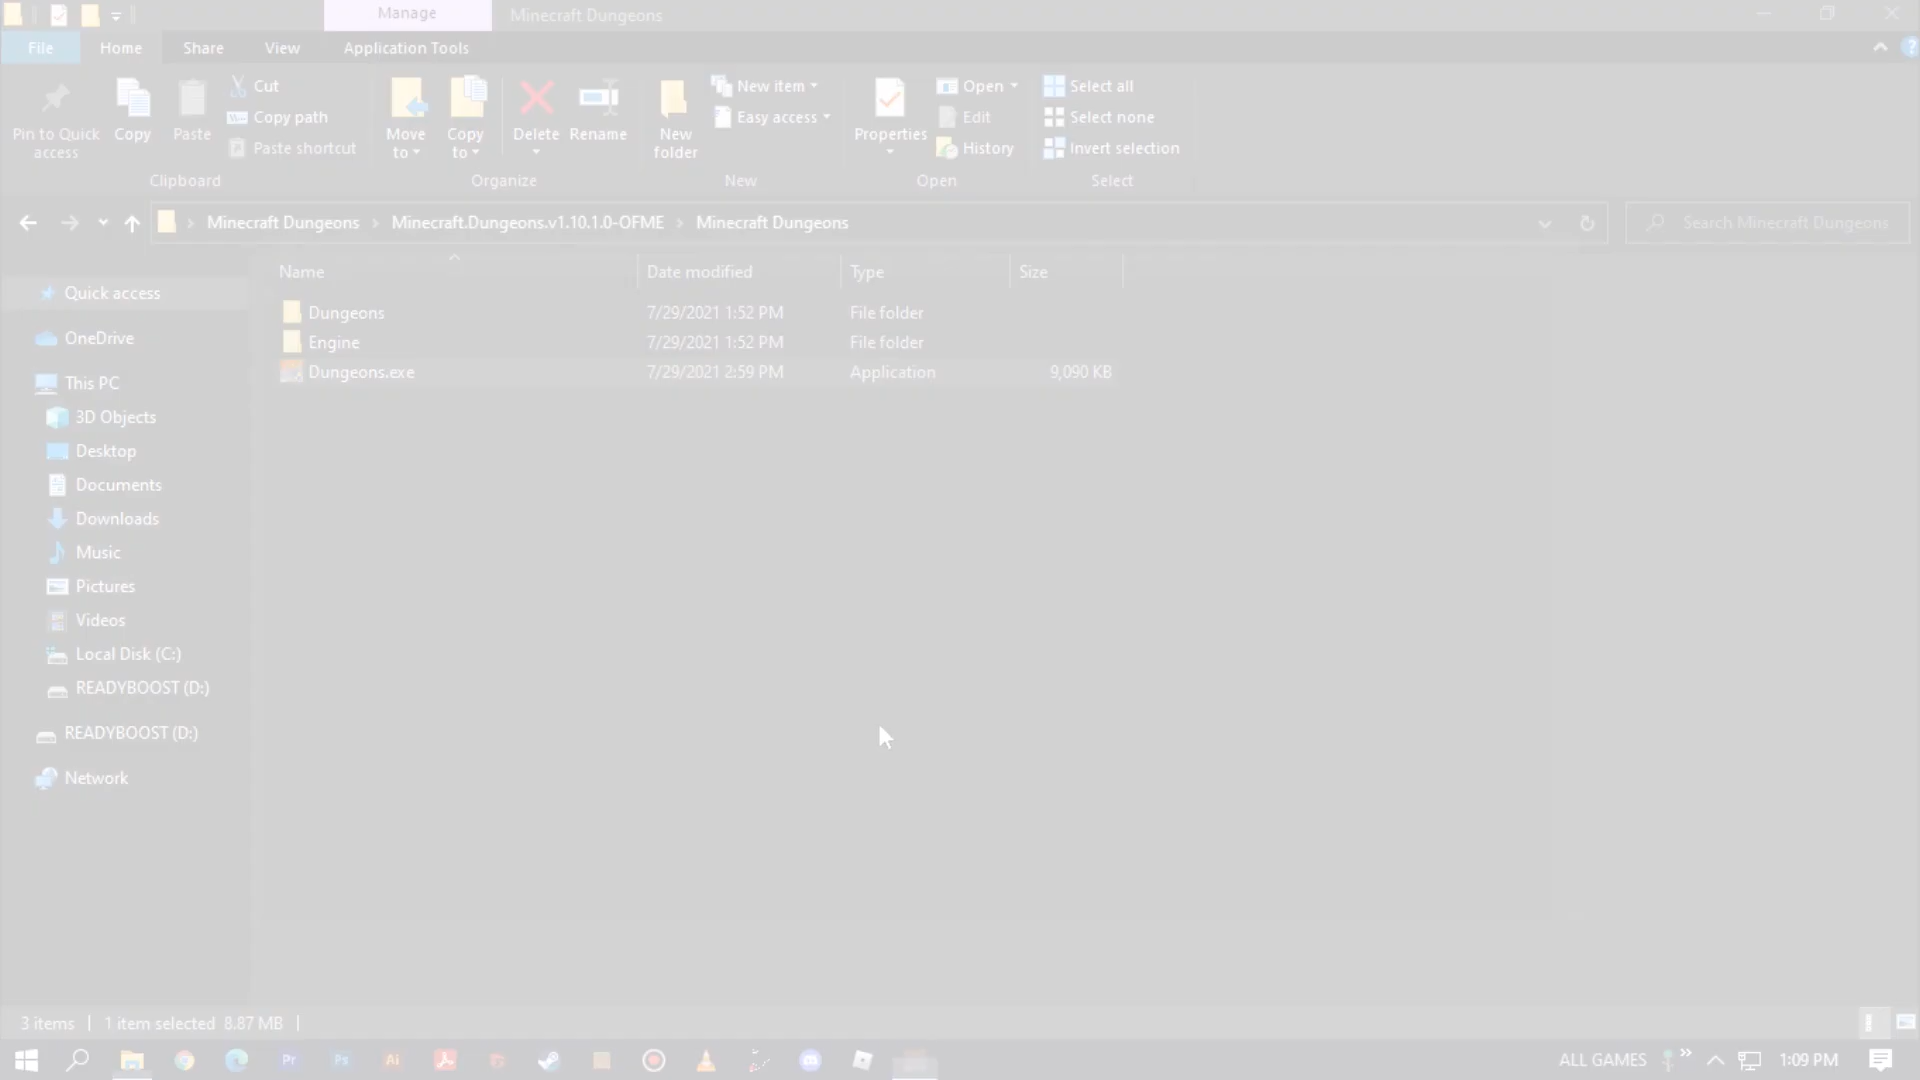 Manage
Minecraft Dungeons
File
Home
Share
View
Application Tools
Pin to Quick access
Copy
Paste
Cut
Copy path
Paste shortcut
Move to
Copy to
Delete
Rename
New folder
New item
Easy access
Properties
Open
Edit
History
Select all
Select none
Invert selection
Clipboard
Organize
New
Open
Select
Minecraft Dungeons
Minecraft.Dungeons.v1.10.1.0-OFME
Minecraft Dungeons
Search Minecraft Dungeons
Name
Date modified
Type
Size
Quick access
OneDrive
This PC
3D Objects
Desktop
Documents
Downloads
Music
Pictures
Videos
Local Disk (C:)
READYBOOST (D:)
READYBOOST (D:)
Network
Dungeons 7/29/2021 1:52 PM File folder
Engine 7/29/2021 1:52 PM File folder
Dungeons.exe 7/29/2021 2:59 PM Application 9,090 KB
3 items
1 item selected 8.87 MB
Pr
Ps
Ai
ALL GAMES
1:09 PM